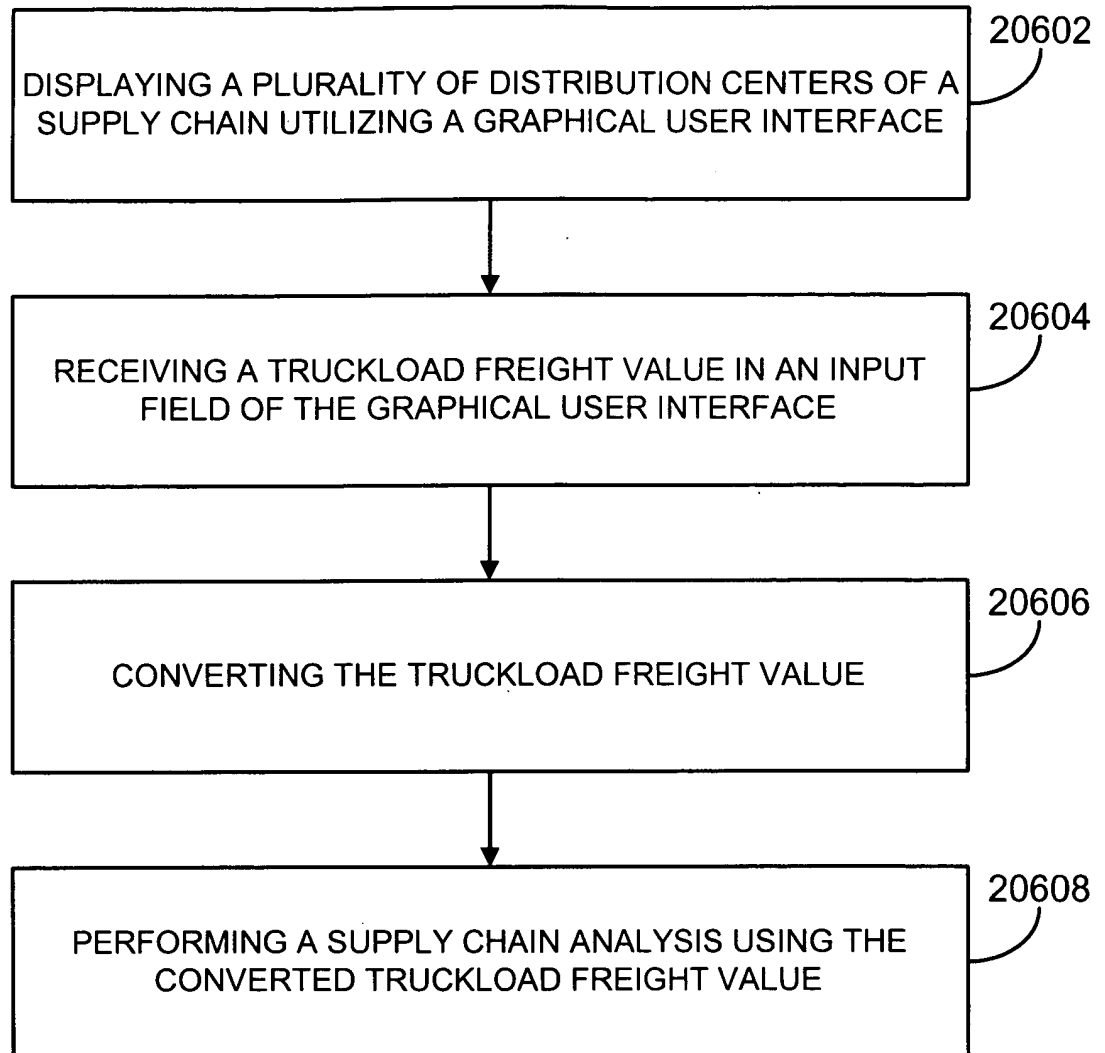 20602
DISPLAYING A PLURALITY OF DISTRIBUTION CENTERS OF A
SUPPLY CHAIN UTILIZING A GRAPHICAL USER INTERFACE
20604
RECEIVING A TRUCKLOAD FREIGHT VALUE IN AN INPUT
FIELD OF THE GRAPHICAL USER INTERFACE
20606
CONVERTING THE TRUCKLOAD FREIGHT VALUE
20608
PERFORMING A SUPPLY CHAIN ANALYSIS USING THE
CONVERTED TRUCKLOAD FREIGHT VALUE